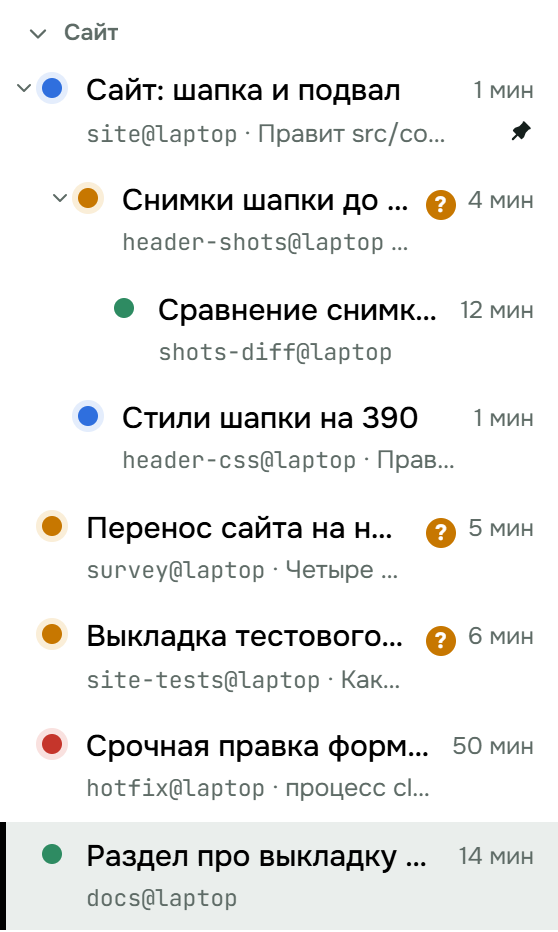 Сайт
Сайт: шапка и подвал 1 мин
site@laptop · Правит src/co...
Снимки шапки до ... ? 4 мин
header-shots@laptop ...
Сравнение снимк... 12 мин
shots-diff@laptop
Стили шапки на 390 1 мин
header-css@laptop · Прав...
Перенос сайта на н... ? 5 мин
survey@laptop · Четыре ...
Выкладка тестового... ? 6 мин
site-tests@laptop · Как...
Срочная правка форм... 50 мин
hotfix@laptop · процесс cl...
Раздел про выкладку ... 14 мин
docs@laptop